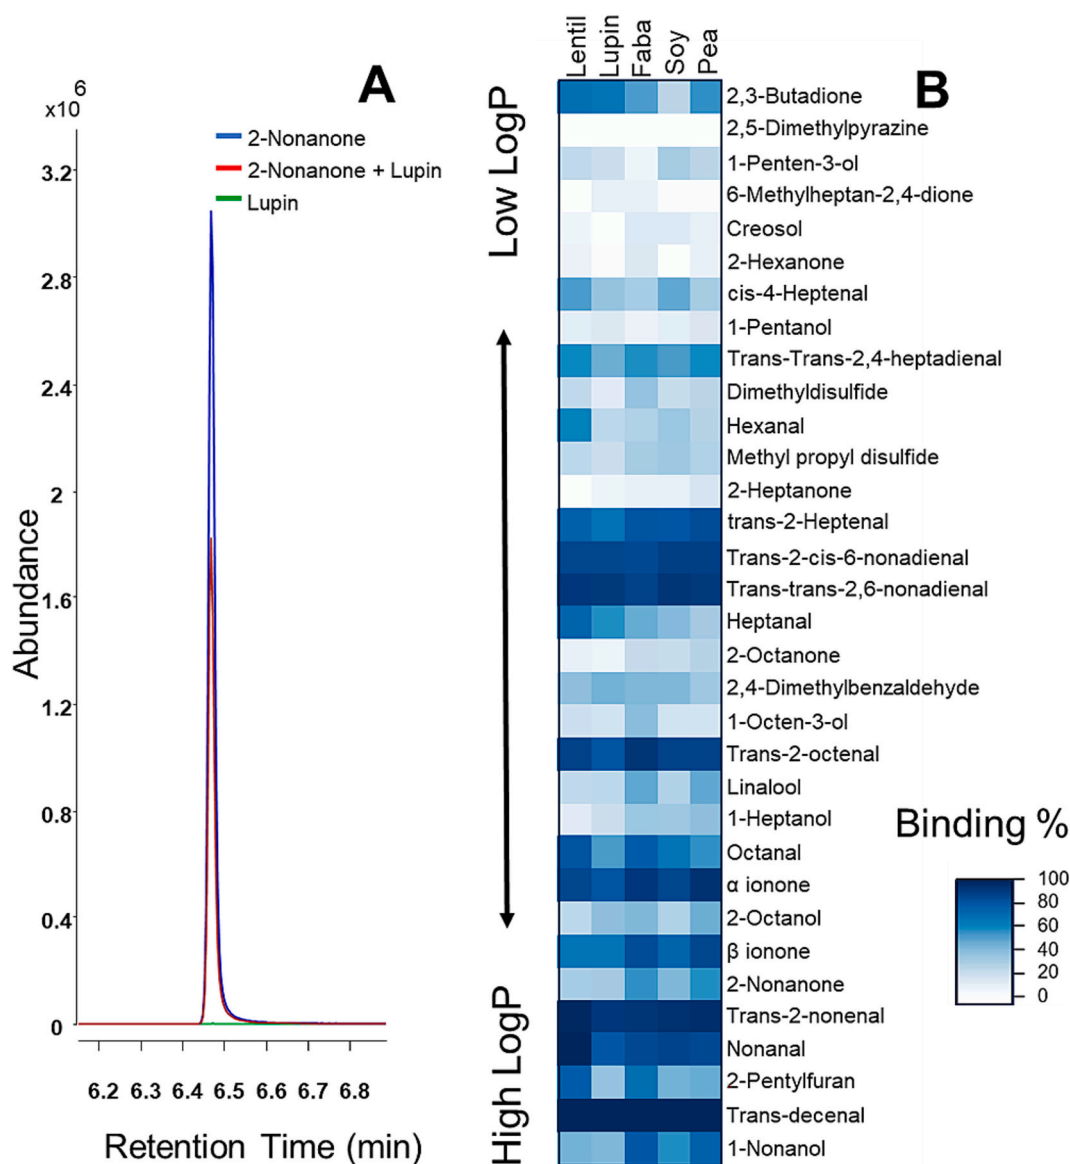 A
x10
6
3.2
2.8
2.4
2
1.6
1.2
0.8
0.4
0
Abundance
6.2 6.3 6.4 6.5 6.6 6.7 6.8
Retention Time (min)
2-Nonanone
2-Nonanone + Lupin
Lupin
B
Lentil
Lupin
Faba
Soy
Pea
Low LogP
High LogP
2,3-Butadione
2,5-Dimethylpyrazine
1-Penten-3-ol
6-Methylheptan-2,4-dione
Creosol
2-Hexanone
cis-4-Heptenal
1-Pentanol
Trans-Trans-2,4-heptadienal
Dimethyldisulfide
Hexanal
Methyl propyl disulfide
2-Heptanone
trans-2-Heptenal
Trans-2-cis-6-nonadienal
Trans-trans-2,6-nonadienal
Heptanal
2-Octanone
2,4-Dimethylbenzaldehyde
1-Octen-3-ol
Trans-2-octenal
Linalool
1-Heptanol
Octanal
α ionone
2-Octanol
β ionone
2-Nonanone
Trans-2-nonenal
Nonanal
2-Pentylfuran
Trans-decenal
1-Nonanol
Binding %
100
80
60
40
20
0